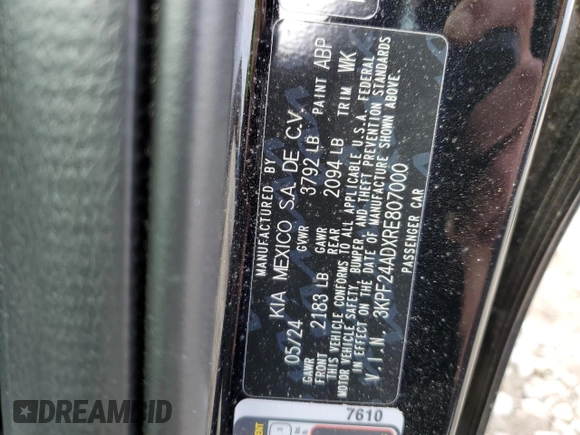 MANUFACTURED BY
KIA MEXICO S.A. DE C.V.
05/24 GVWR 3792 LB PAINT ABP
GAWR FRONT 2183 LB GAWR REAR 2094 LB TRIM WK
THIS VEHICLE CONFORMS TO ALL APPLICABLE U.S.A. FEDERAL
MOTOR VEHICLE SAFETY, BUMPER, AND THEFT PREVENTION STANDARDS
IN EFFECT ON THE DATE OF MANUFACTURE SHOWN ABOVE.
V.I.N. 3KPF24ADXRE807000
PASSENGER CAR
7610
DREAMBID